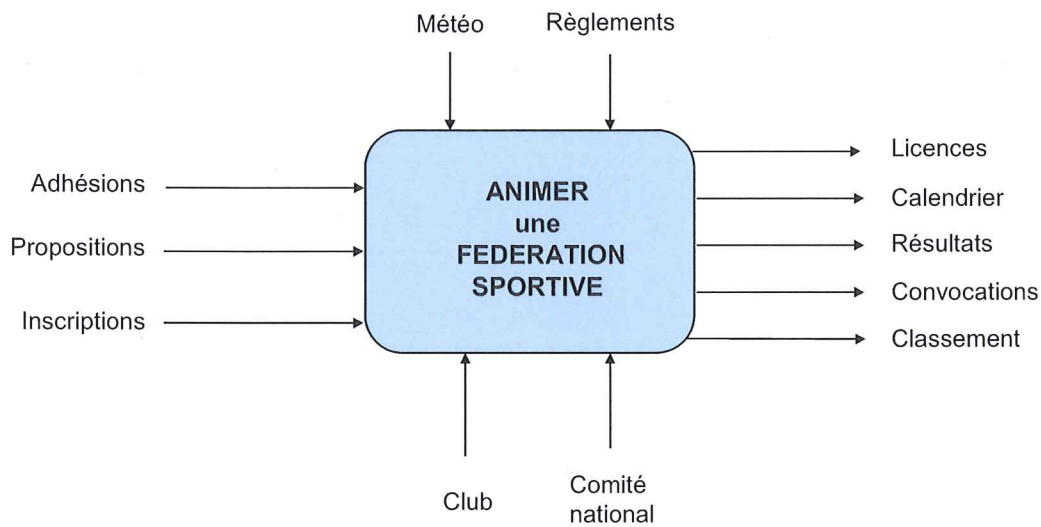 Météo
Règlements
Adhésions
Propositions
Inscriptions
ANIMER
une
FEDERATION
SPORTIVE
Licences
Calendrier
Résultats
Convocations
Classement
Club
Comité
national